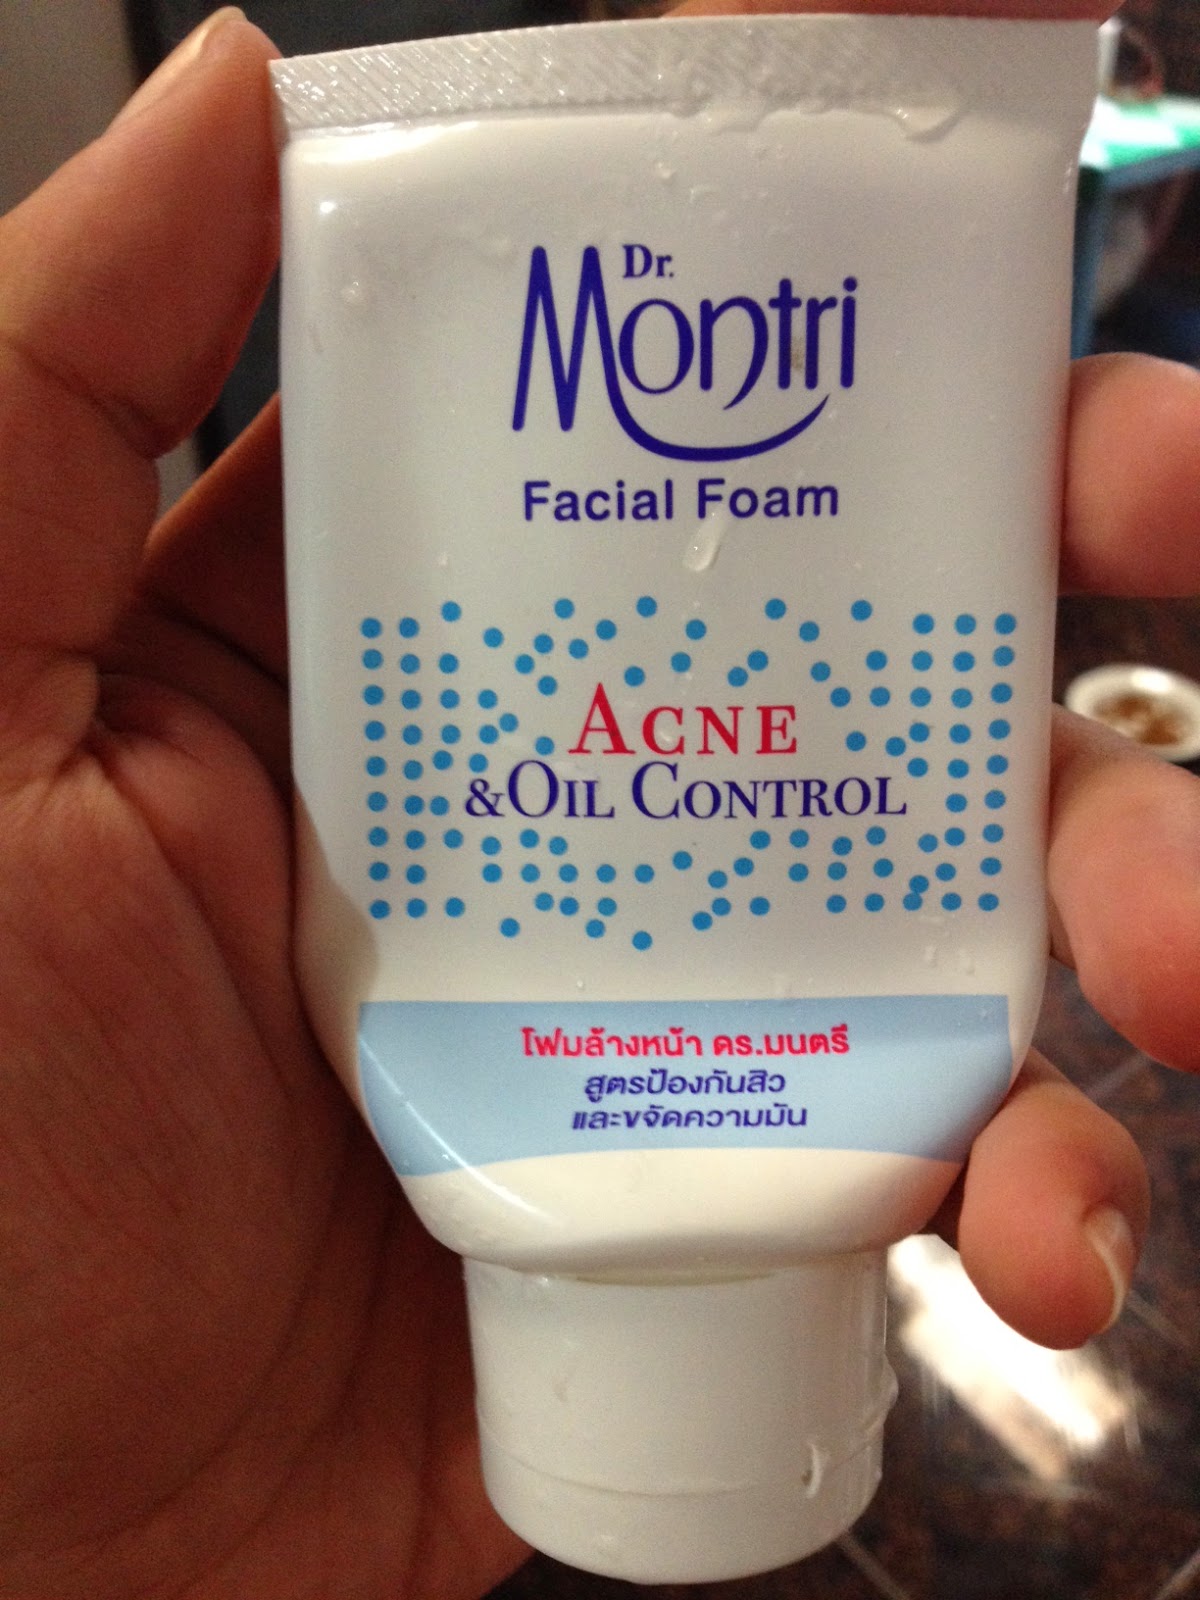 Dr.
Montri
Facial Foam
ACNE
&OIL CONTROL
โฟมล้างหน้า ดร.มนตรี
สูตรป้องกันสิว
และขจัดความมัน